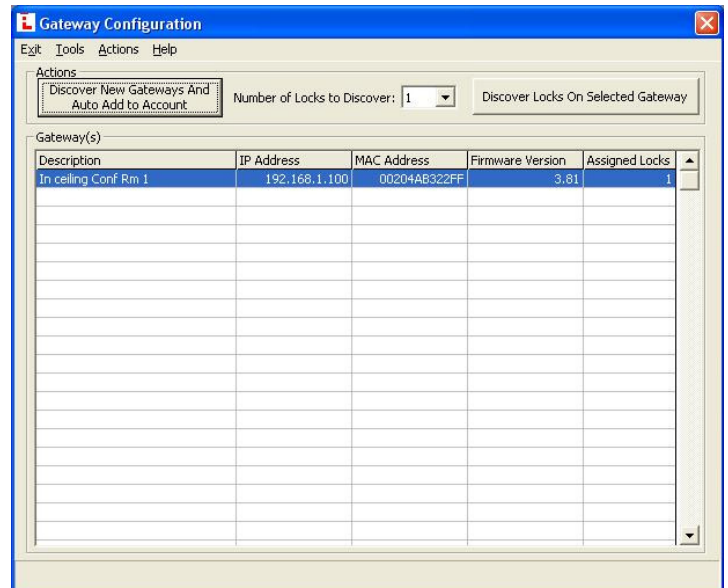 Gateway Configuration
Exit Tools Actions Help
Actions
Discover New Gateways And
Auto Add to Account
Number of Locks to Discover: 1
Discover Locks On Selected Gateway
Gateway(s)
Description IP Address MAC Address Firmware Version Assigned Locks
In ceiling Conf Rm 1 192.168.1.100 00204AB322FF 3.81 1